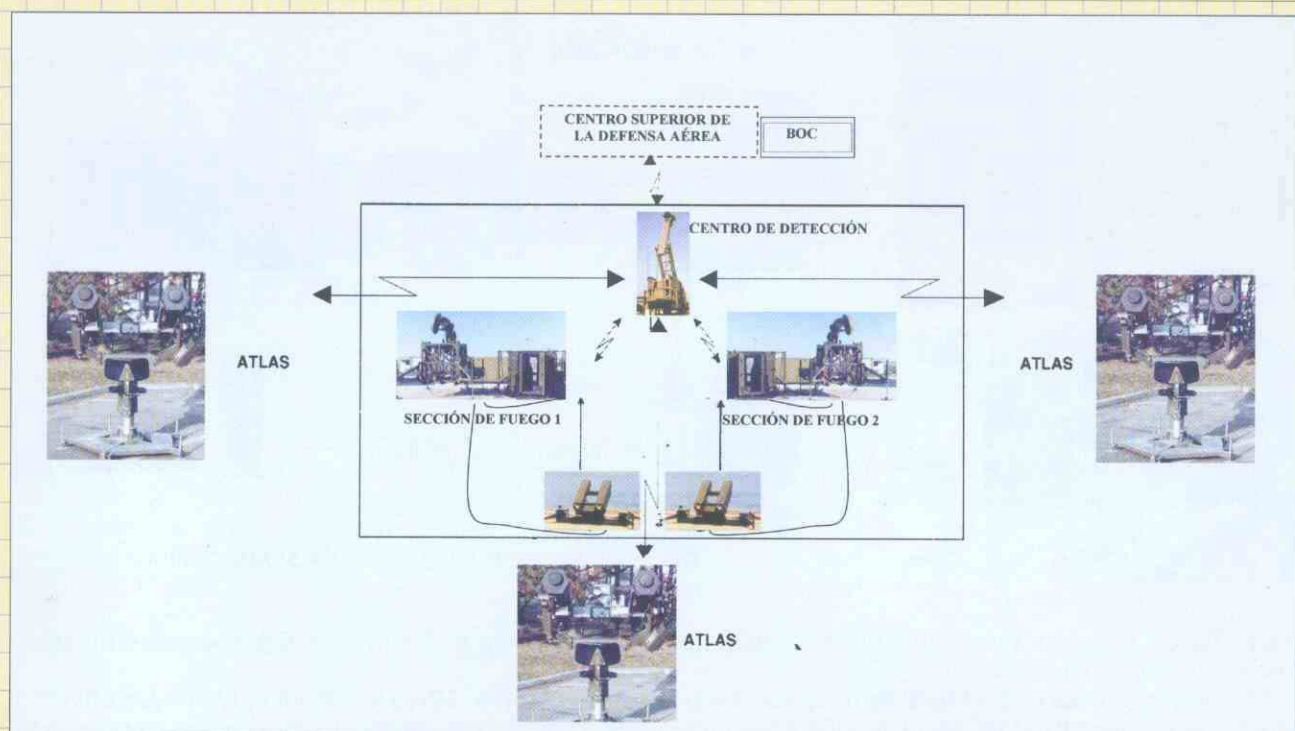 CENTRO SUPERIOR DE
LA DEFENSA AÉREA
BOC
CENTRO DE DETECCIÓN
ATLAS
ATLAS
SECCIÓN DE FUEGO 1
SECCIÓN DE FUEGO 2
ATLAS